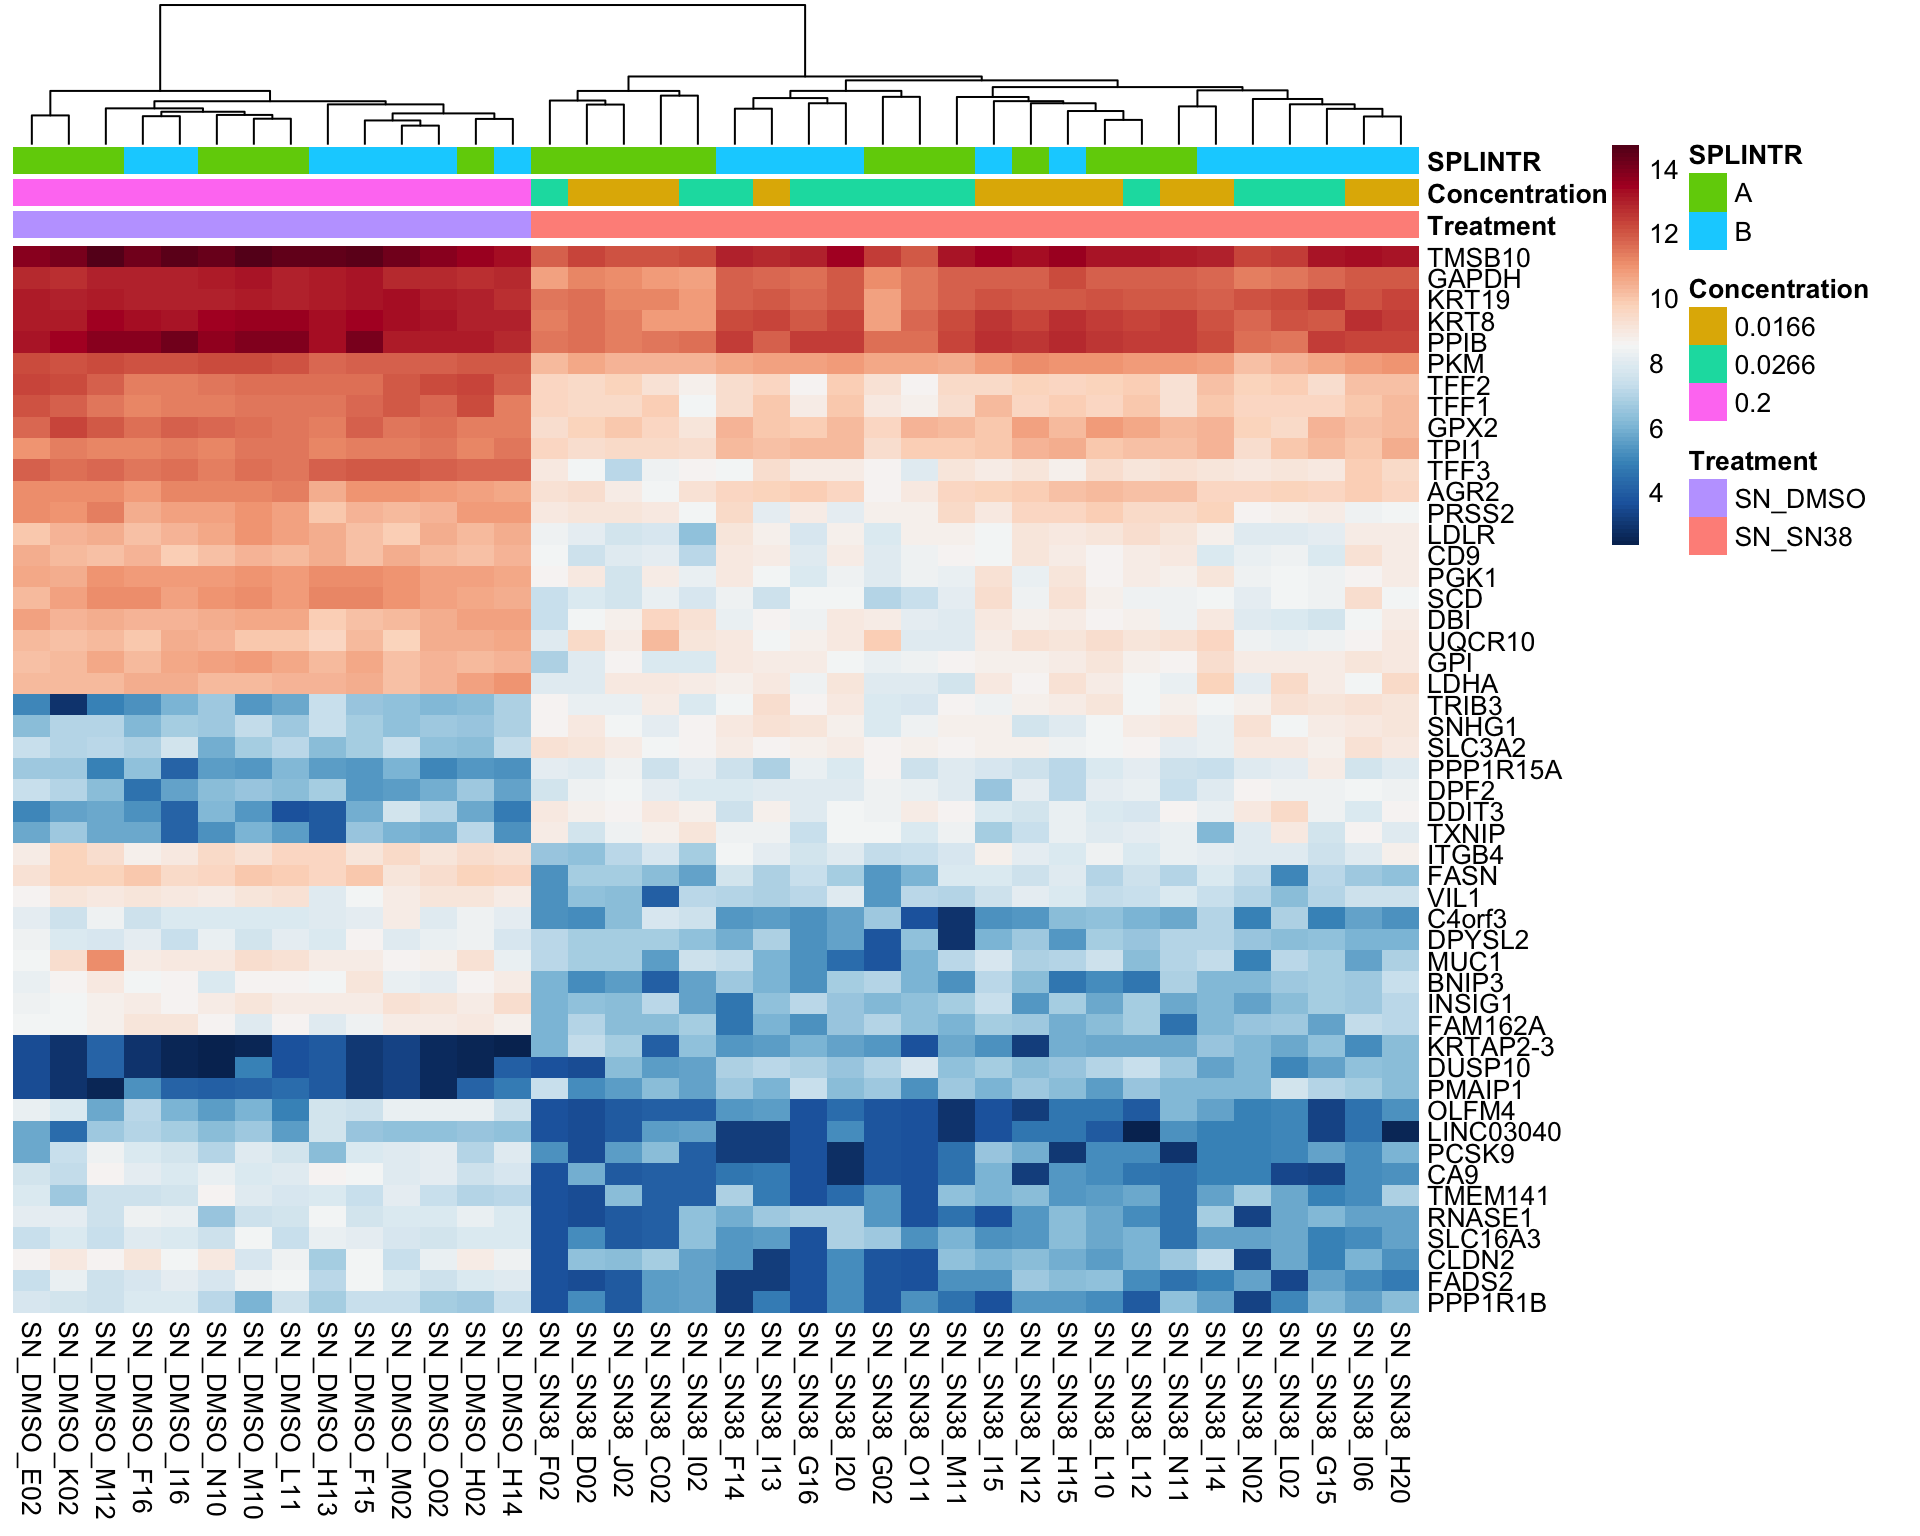 SPLINTR
Concentration
Treatment
TMSB10
GAPDH
KRT19
KRT8
PPIB
PKM
TFF2
TFF1
GPX2
TPI1
TFF3
AGR2
PRSS2
LDLR
CD9
PGK1
SCD
DBI
UQCR10
GPI
LDHA
TRIB3
SNHG1
SLC3A2
PPP1R15A
DPF2
DDIT3
TXNIP
ITGB4
FASN
VIL1
C4orf3
DPYSL2
MUC1
BNIP3
INSIG1
FAM162A
KRTAP2-3
DUSP10
PMAIP1
OLFM4
LINC03040
PCSK9
CA9
TMEM141
RNASE1
SLC16A3
CLDN2
FADS2
PPP1R1B
SN_DMSO_E02
SN_DMSO_K02
SN_DMSO_M12
SN_DMSO_F16
SN_DMSO_I16
SN_DMSO_N10
SN_DMSO_M10
SN_DMSO_L11
SN_DMSO_H13
SN_DMSO_F15
SN_DMSO_M02
SN_DMSO_O02
SN_DMSO_H02
SN_DMSO_H14
SN_SN38_F02
SN_SN38_D02
SN_SN38_J02
SN_SN38_C02
SN_SN38_I02
SN_SN38_F14
SN_SN38_I13
SN_SN38_G16
SN_SN38_I20
SN_SN38_G02
SN_SN38_O11
SN_SN38_M11
SN_SN38_I15
SN_SN38_N12
SN_SN38_H15
SN_SN38_L10
SN_SN38_L12
SN_SN38_N11
SN_SN38_I14
SN_SN38_N02
SN_SN38_L02
SN_SN38_G15
SN_SN38_I06
SN_SN38_H20
14
12
10
8
6
4
SPLINTR
A
B
Concentration
0.0166
0.0266
0.2
Treatment
SN_DMSO
SN_SN38